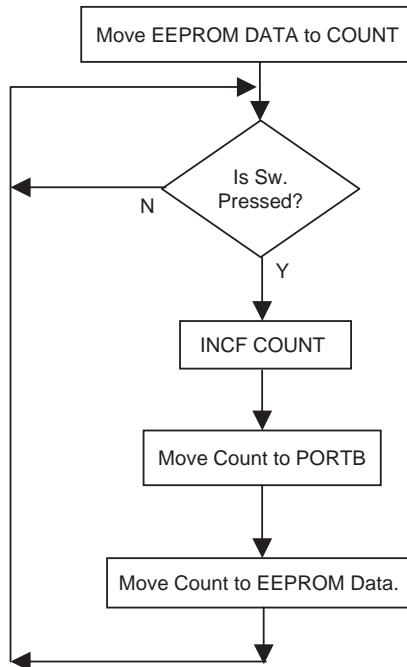 Move EEPROM DATA to COUNT
Is Sw.
Pressed?
N
Y
INCF COUNT
Move Count to PORTB
Move Count to EEPROM Data.